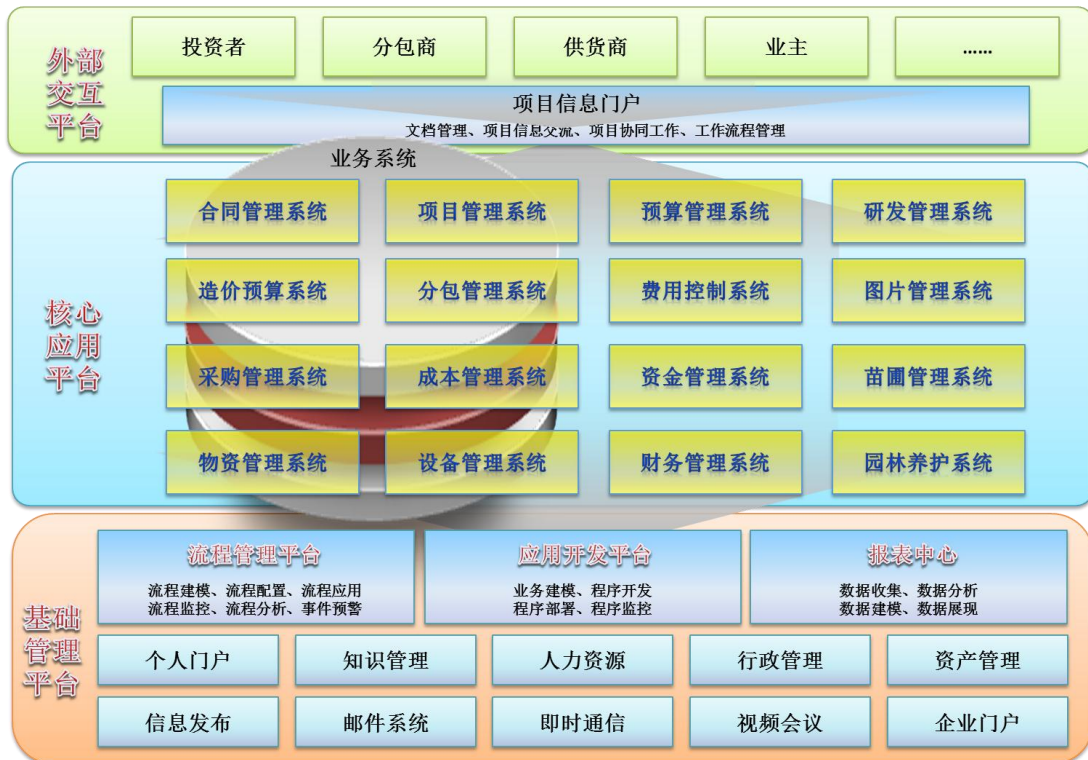 外部
交互
平台
投资者
分包商
供货商
业主
......
项目信息门户
文档管理、项目信息交流、项目协同工作、工作流程管理
核心
应用
平台
业务系统
合同管理系统
项目管理系统
预算管理系统
研发管理系统
造价预算系统
分包管理系统
费用控制系统
图片管理系统
采购管理系统
成本管理系统
资金管理系统
苗圃管理系统
物资管理系统
设备管理系统
财务管理系统
园林养护系统
基础
管理
平台
流程管理平台
流程建模、流程配置、流程应用
流程监控、流程分析、事件预警
应用开发平台
业务建模、程序开发
程序部署、程序监控
报表中心
数据收集、数据分析
数据建模、数据展现
个人门户
知识管理
人力资源
行政管理
资产管理
信息发布
邮件系统
即时通信
视频会议
企业门户